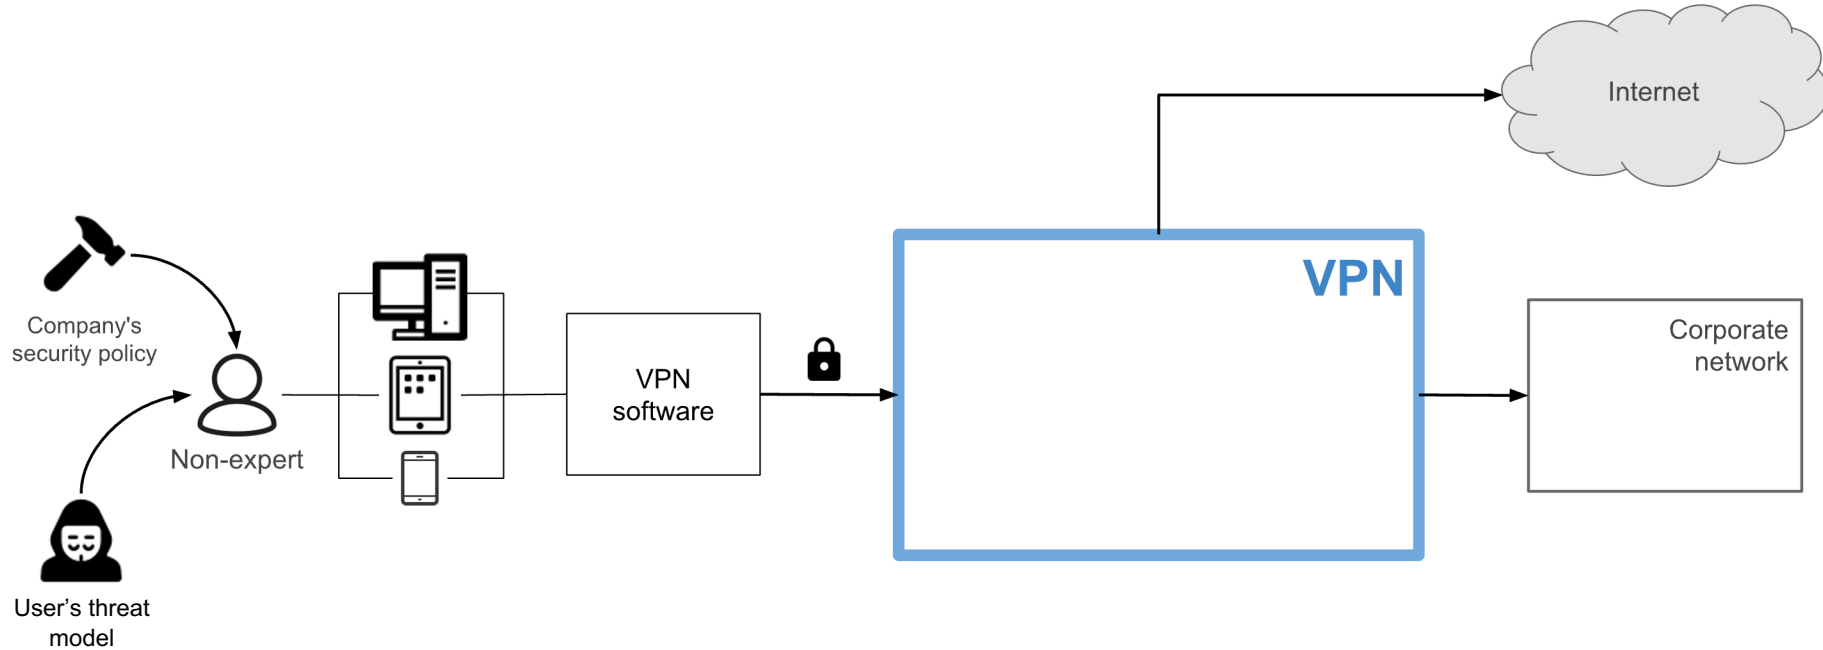 Internet
VPN
Company's
security policy
Corporate
network
VPN
software
Non-expert
User’s threat
model